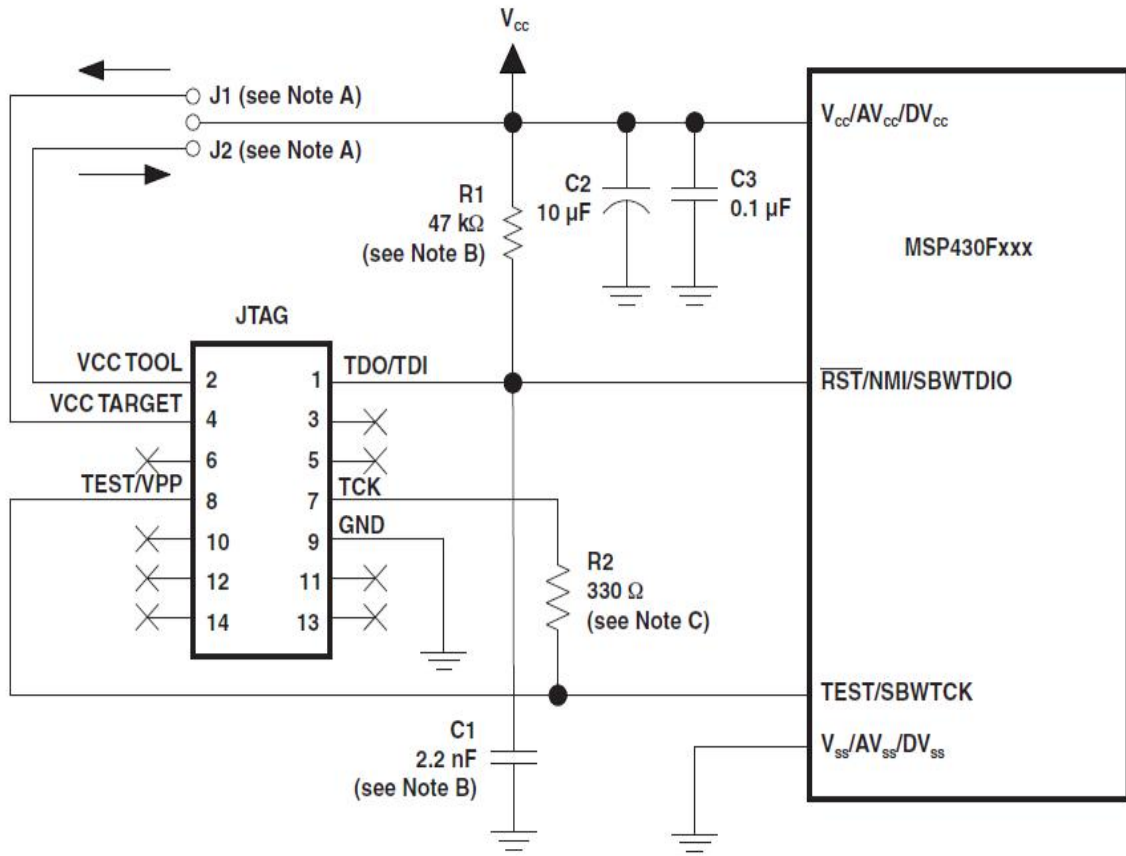 Vcc
J1 (see Note A)
J2 (see Note A)
Vcc/AVcc/DVcc
R1
47 kΩ
(see Note B)
C2
10 µF
C3
0.1 µF
MSP430Fxxx
JTAG
VCC TOOL
2
1
TDO/TDI
RST/NMI/SBWTDIO
VCC TARGET
4
3
6
5
TEST/VPP
8
7
TCK
10
9
GND
12
11
14
13
R2
330 Ω
(see Note C)
TEST/SBWTCK
C1
2.2 nF
(see Note B)
Vss/AVss/DVss